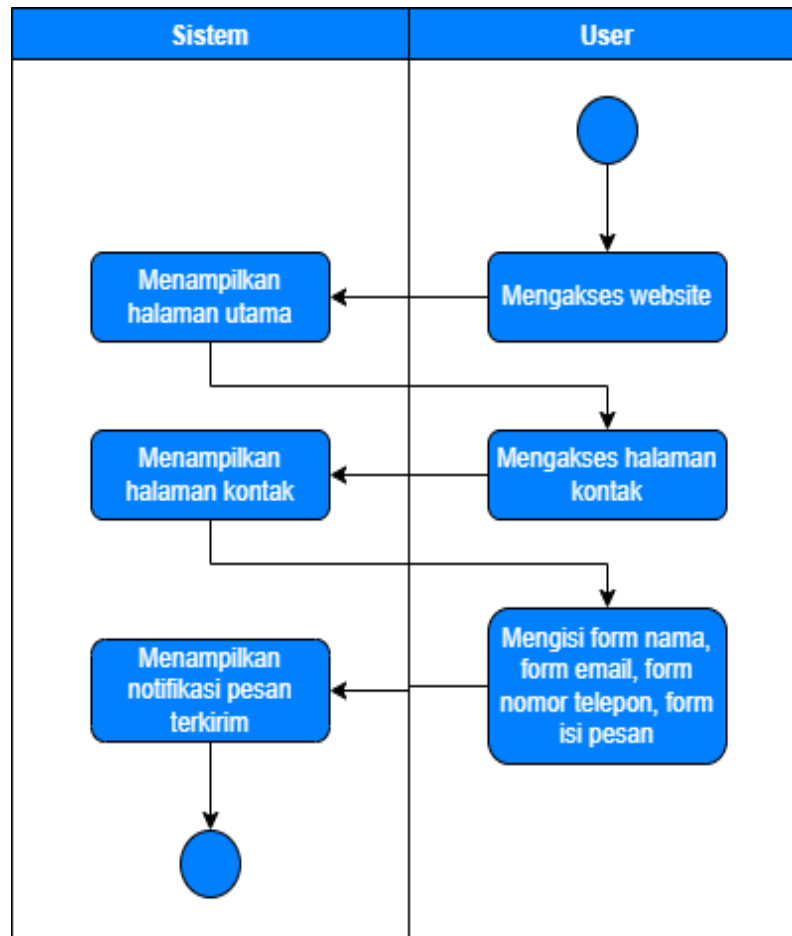 Sistem
User
Menampilkan
halaman utama
Mengakses website
Menampilkan
halaman kontak
Mengakses halaman
kontak
Menampilkan
notifikasi pesan
terkirim
Mengisi form nama,
form email, form
nomor telepon, form
isi pesan